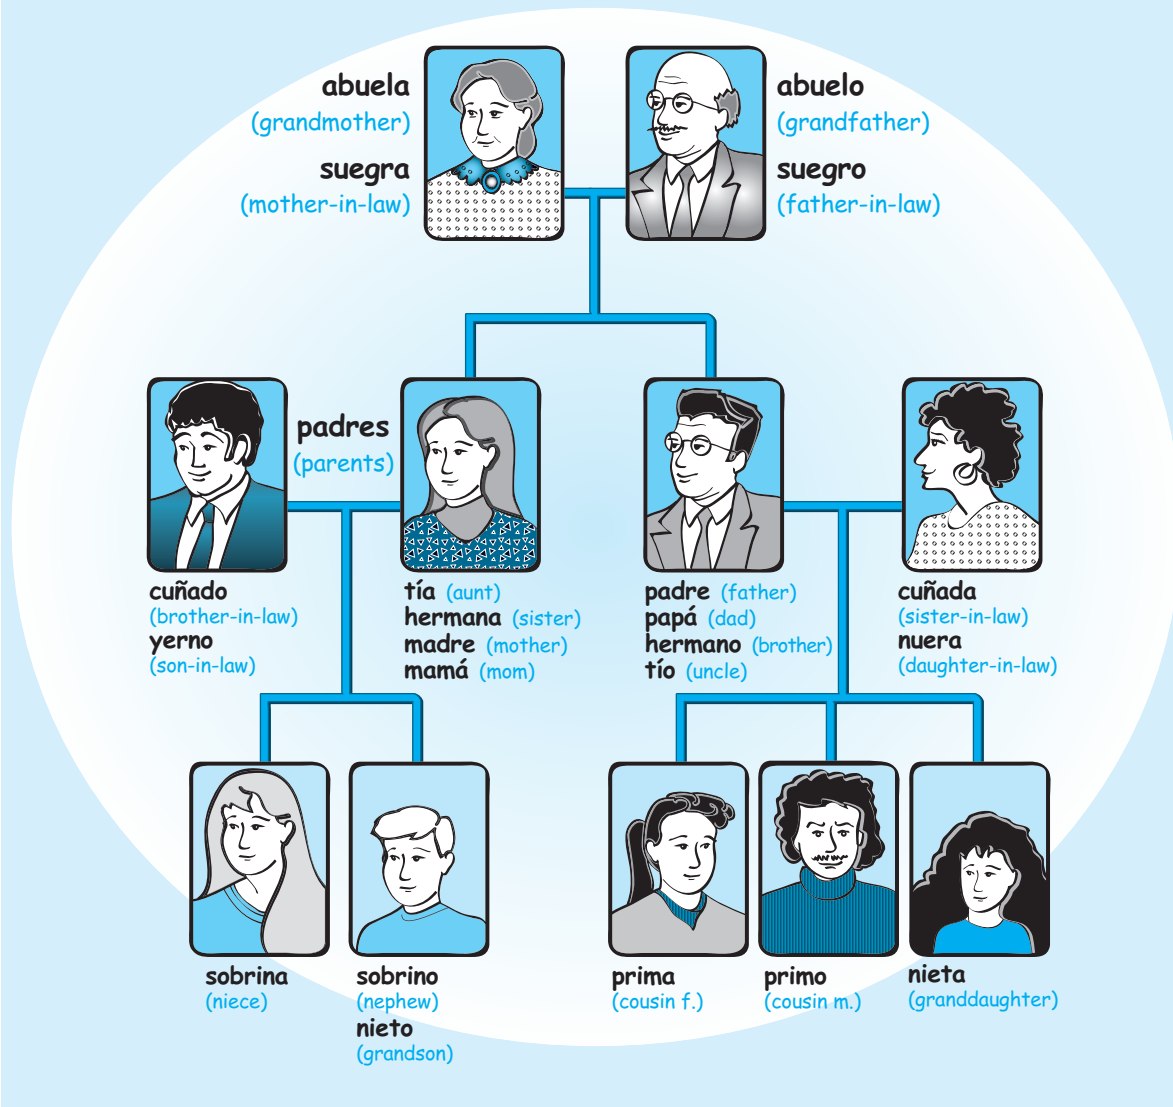 abuela
(grandmother)
suegra
(mother-in-law)
abuelo
(grandfather)
suegro
(father-in-law)
padres
(parents)
cuñado
(brother-in-law)
yerno
(son-in-law)
tía (aunt)
hermana (sister)
madre (mother)
mamá (mom)
padre (father)
papá (dad)
hermano (brother)
tío (uncle)
cuñada
(sister-in-law)
nuera
(daughter-in-law)
sobrina
(niece)
sobrino
(nephew)
nieto
(grandson)
prima
(cousin f.)
primo
(cousin m.)
nieta
(granddaughter)